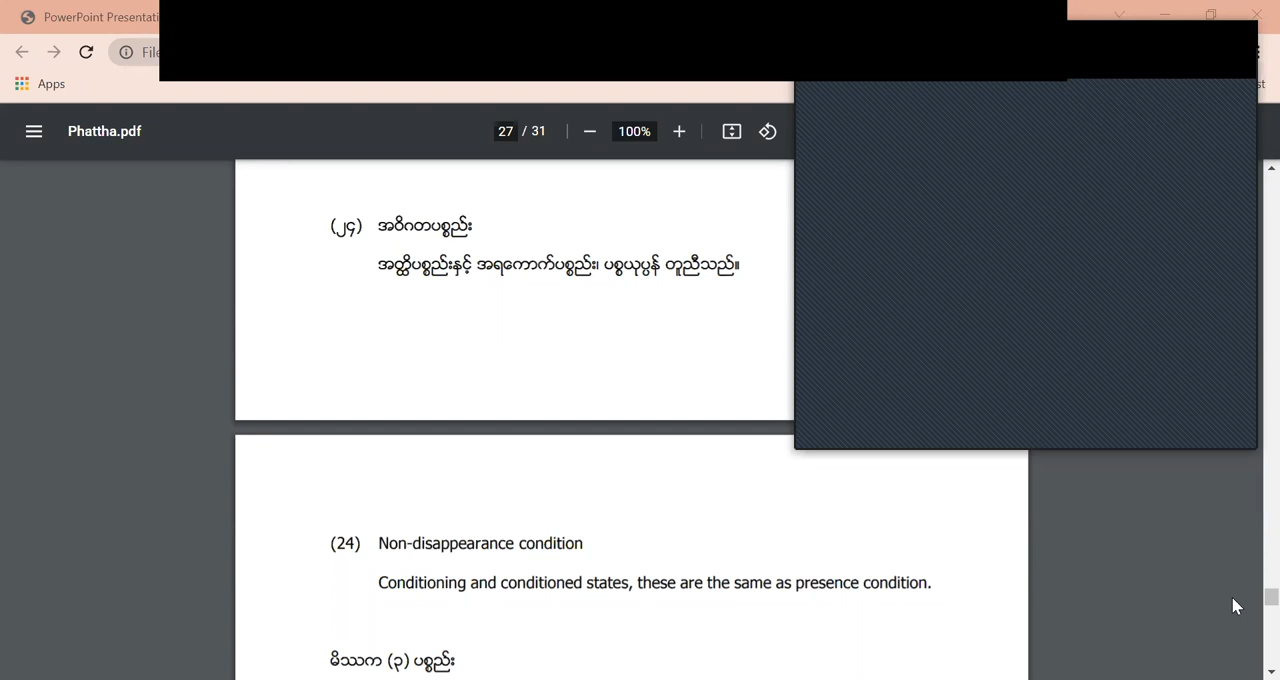 PowerPoint Presentati
File
Apps
Phattha.pdf
27 / 31
100%
(၂၄) အဝိဂတပစ္စည်း
အတ္ထိပစ္စည်းနှင့် အရကောက်ပစ္စည်း၊ ပစ္စယုပ္ပန် တူညီသည်။
(24) Non-disappearance condition
Conditioning and conditioned states, these are the same as presence condition.
မိဿက (၃) ပစ္စည်း